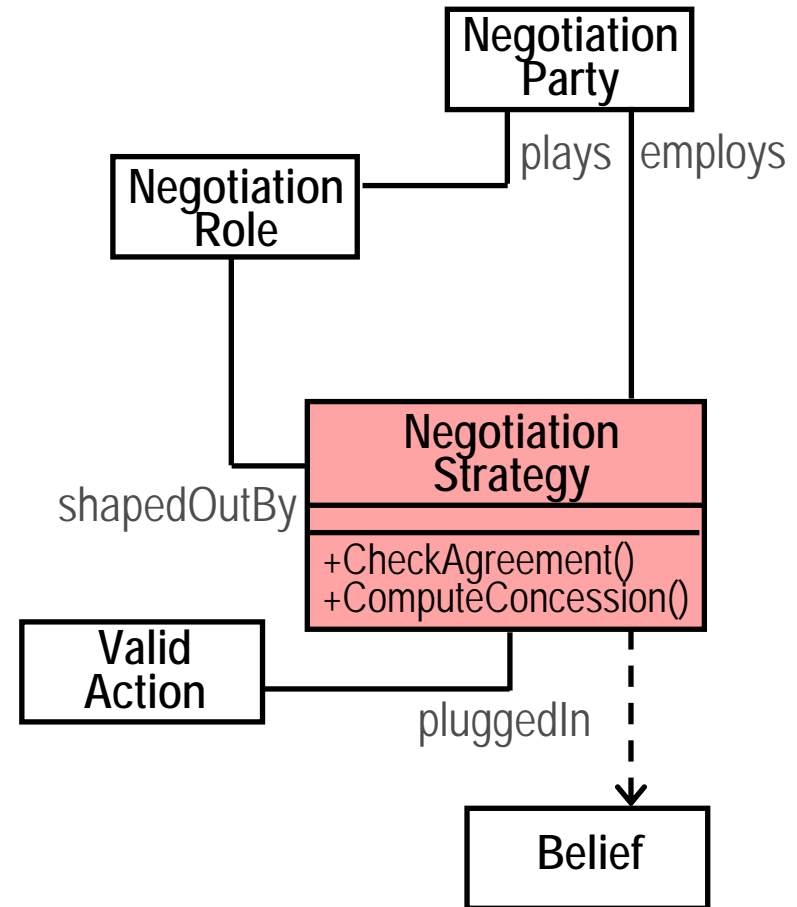 Negotiation
Party
plays
employs
Negotiation
Role
Negotiation
Strategy
shapedOutBy
+CheckAgreement()
+ComputeConcession()
Valid
Action
pluggedIn
Belief